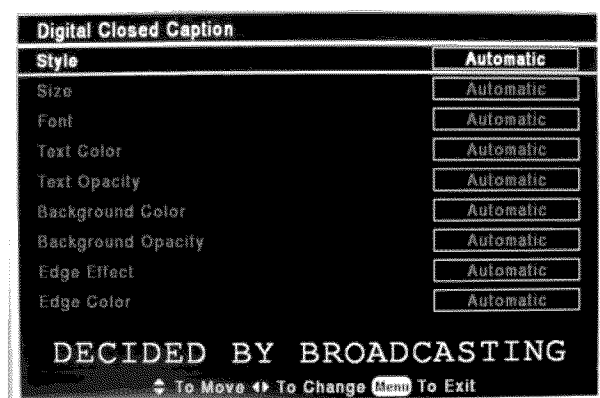 Digital Closed Caption
Style Automatic
Size Automatic
Font Automatic
Text Color Automatic
Text Opacity Automatic
Background Color Automatic
Background Opacity Automatic
Edge Effect Automatic
Edge Color Automatic
DECIDED BY BROADCASTING
To Move To Change Menu To Exit